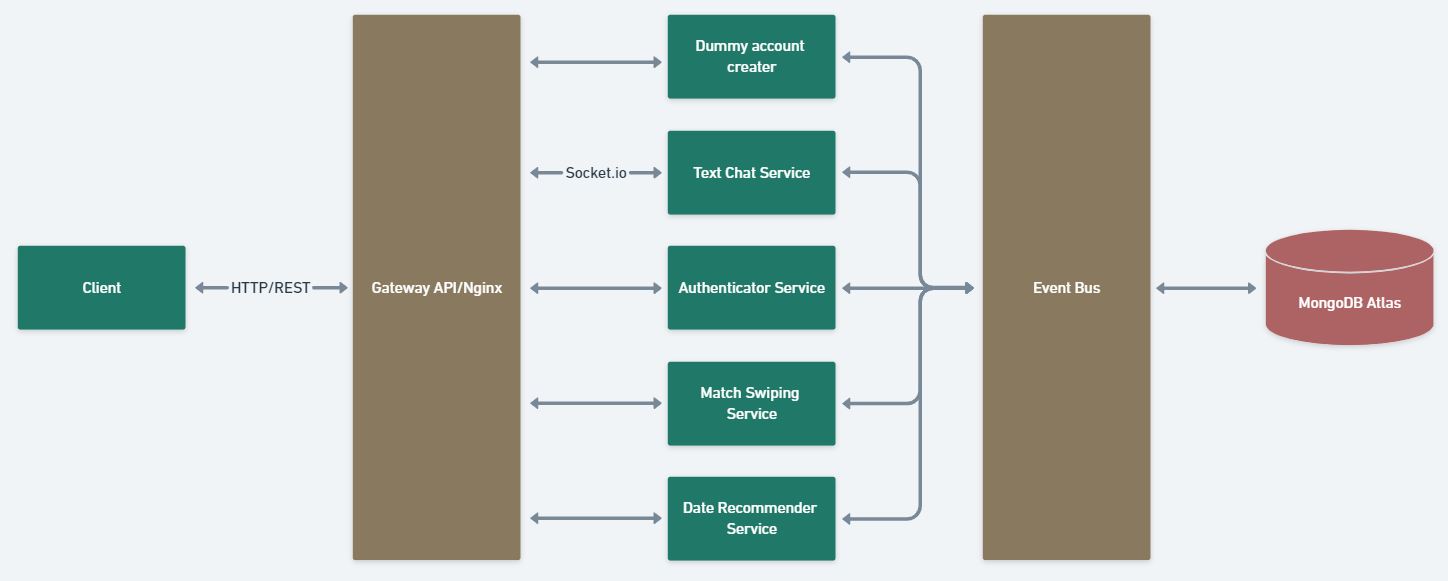 Dummy account
creater
Socket.io
Text Chat Service
Client
HTTP/REST
Gateway API/Nginx
Authenticator Service
Event Bus
MongoDB Atlas
Match Swiping
Service
Date Recommender
Service